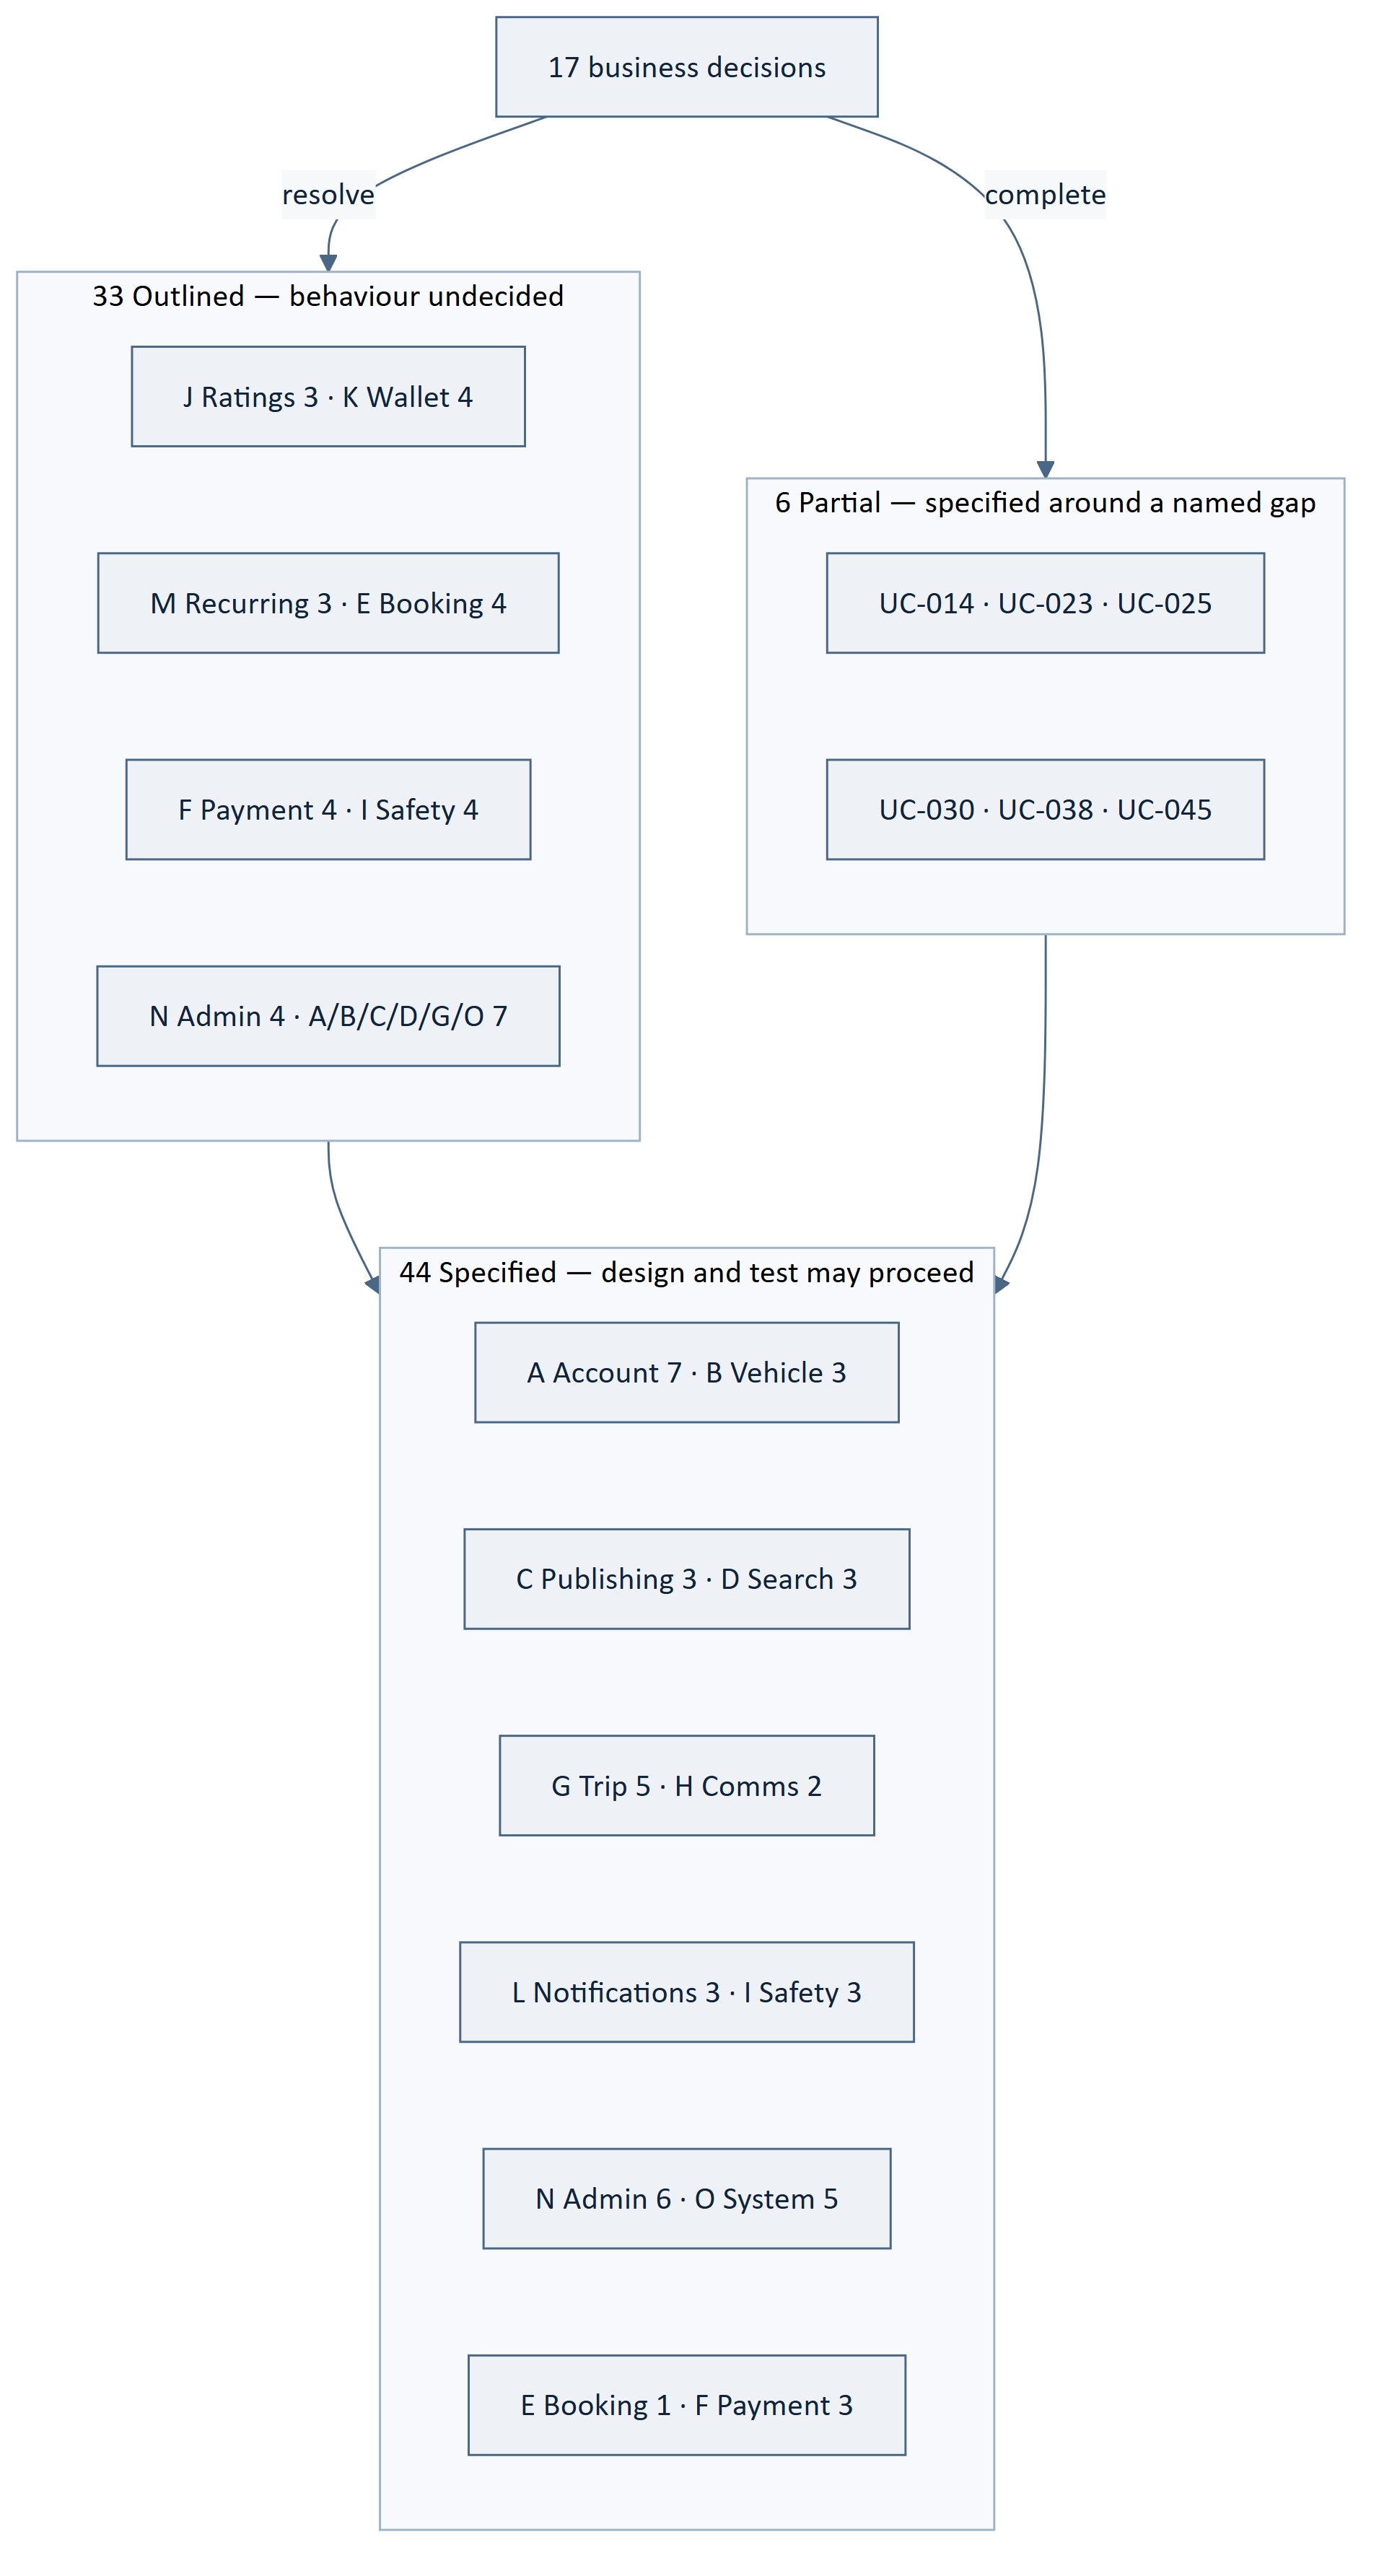 17 business decisions
resolve
complete
33 Outlined — behaviour undecided
J Ratings 3 · K Wallet 4
M Recurring 3 · E Booking 4
F Payment 4 · I Safety 4
N Admin 4 · A/B/C/D/G/O 7
6 Partial — specified around a named gap
UC-014 · UC-023 · UC-025
UC-030 · UC-038 · UC-045
44 Specified — design and test may proceed
A Account 7 · B Vehicle 3
C Publishing 3 · D Search 3
G Trip 5 · H Comms 2
L Notifications 3 · I Safety 3
N Admin 6 · O System 5
E Booking 1 · F Payment 3